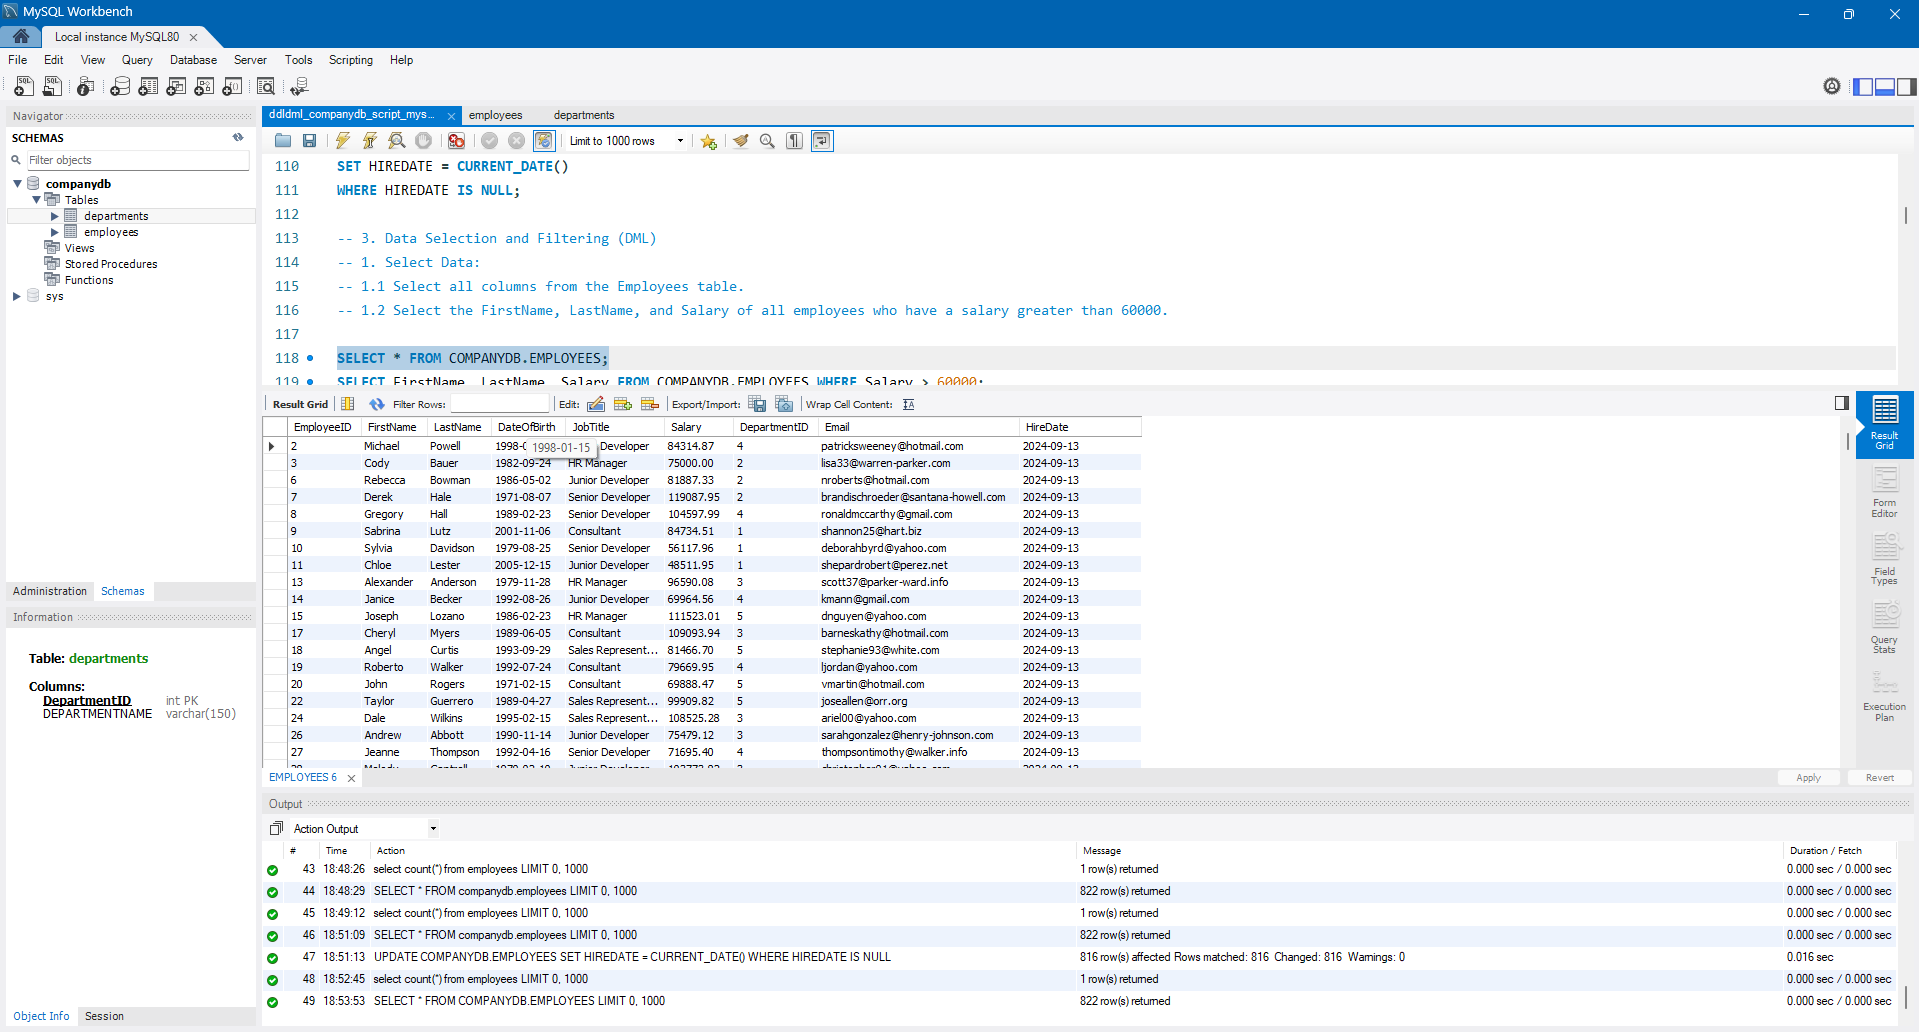 MySQL Workbench
Local instance MySQL80
File Edit View Query Database Server Tools Scripting Help
Navigator
SCHEMAS
Filter objects
companydb
Tables
departments
employees
Views
Stored Procedures
Functions
sys
Administration Schemas
Information
Table: departments
Columns:
DepartmentID int PK
DEPARTMENTNAME varchar(150)
Object Info Session
ddldml_companydb_script_mys... employees departments
Limit to 1000 rows
110 SET HIREDATE = CURRENT_DATE()
111 WHERE HIREDATE IS NULL;
112
113 -- 3. Data Selection and Filtering (DML)
114 -- 1. Select Data:
115 -- 1.1 Select all columns from the Employees table.
116 -- 1.2 Select the FirstName, LastName, and Salary of all employees who have a salary greater than 60000.
117
118 SELECT * FROM COMPANYDB.EMPLOYEES;
119 SELECT FirstName, LastName, Salary FROM COMPANYDB.EMPLOYEES WHERE Salary > 60000;
Result Grid Filter Rows: Edit: Export/Import: Wrap Cell Content:
EmployeeID FirstName LastName DateOfBirth JobTitle Salary DepartmentID Email HireDate
2 Michael Powell 1998-0 1998-01-15 Developer 84314.87 4 patricksweeney@hotmail.com 2024-09-13
3 Cody Bauer 1982-09-24 HR Manager 75000.00 2 lisa33@warren-parker.com 2024-09-13
6 Rebecca Bowman 1986-05-02 Junior Developer 81887.33 2 nroberts@hotmail.com 2024-09-13
7 Derek Hale 1971-08-07 Senior Developer 119087.95 2 brandischroeder@santana-howell.com 2024-09-13
8 Gregory Hall 1989-02-23 Senior Developer 104597.99 4 ronaldmccarthy@gmail.com 2024-09-13
9 Sabrina Lutz 2001-11-06 Consultant 84734.51 1 shannon25@hart.biz 2024-09-13
10 Sylvia Davidson 1979-08-25 Senior Developer 56117.96 1 deborahbyrd@yahoo.com 2024-09-13
11 Chloe Lester 2005-12-15 Junior Developer 48511.95 1 shepardrobert@perez.net 2024-09-13
13 Alexander Anderson 1979-11-28 HR Manager 96590.08 3 scott37@parker-ward.info 2024-09-13
14 Janice Becker 1992-08-26 Junior Developer 69964.56 4 kmann@gmail.com 2024-09-13
15 Joseph Lozano 1986-02-23 HR Manager 111523.01 5 dnguyen@yahoo.com 2024-09-13
17 Cheryl Myers 1989-06-05 Consultant 109093.94 3 barneskathy@hotmail.com 2024-09-13
18 Angel Curtis 1993-09-29 Sales Represent... 81466.70 5 stephanie93@white.com 2024-09-13
19 Roberto Walker 1992-07-24 Consultant 79669.95 4 ljordan@yahoo.com 2024-09-13
20 John Rogers 1971-02-15 Consultant 69888.47 5 vmartin@hotmail.com 2024-09-13
22 Taylor Guerrero 1989-04-27 Sales Represent... 99909.82 5 joseallen@orr.org 2024-09-13
24 Dale Wilkins 1995-02-15 Sales Represent... 108525.28 3 ariel00@yahoo.com 2024-09-13
26 Andrew Abbott 1990-11-14 Junior Developer 75479.12 3 sarahgonzalez@henry-johnson.com 2024-09-13
27 Jeanne Thompson 1992-04-16 Senior Developer 71695.40 4 thompsontimothy@walker.info 2024-09-13
Result Grid
Form Editor
Field Types
Query Stats
Execution Plan
EMPLOYEES 6
Apply Revert
Output
Action Output
# Time Action Message Duration / Fetch
43 18:48:26 select count(*) from employees LIMIT 0, 1000 1 row(s) returned 0.000 sec / 0.000 sec
44 18:48:29 SELECT * FROM companydb.employees LIMIT 0, 1000 822 row(s) returned 0.000 sec / 0.000 sec
45 18:49:12 select count(*) from employees LIMIT 0, 1000 1 row(s) returned 0.000 sec / 0.000 sec
46 18:51:09 SELECT * FROM companydb.employees LIMIT 0, 1000 822 row(s) returned 0.000 sec / 0.000 sec
47 18:51:13 UPDATE COMPANYDB.EMPLOYEES SET HIREDATE = CURRENT_DATE() WHERE HIREDATE IS NULL 816 row(s) affected Rows matched: 816 Changed: 816 Warnings: 0 0.016 sec
48 18:52:45 select count(*) from employees LIMIT 0, 1000 1 row(s) returned 0.000 sec / 0.000 sec
49 18:53:53 SELECT * FROM COMPANYDB.EMPLOYEES LIMIT 0, 1000 822 row(s) returned 0.000 sec / 0.000 sec